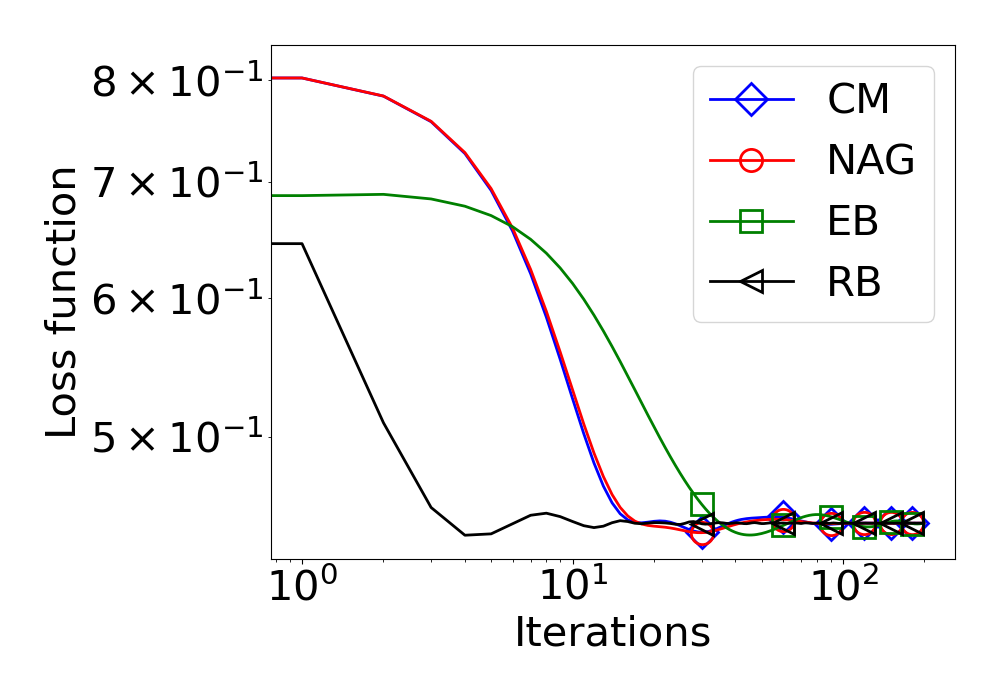 8 × 10⁻¹
7 × 10⁻¹
6 × 10⁻¹
5 × 10⁻¹
Loss function
10⁰
10¹
10²
Iterations
CM
NAG
EB
RB